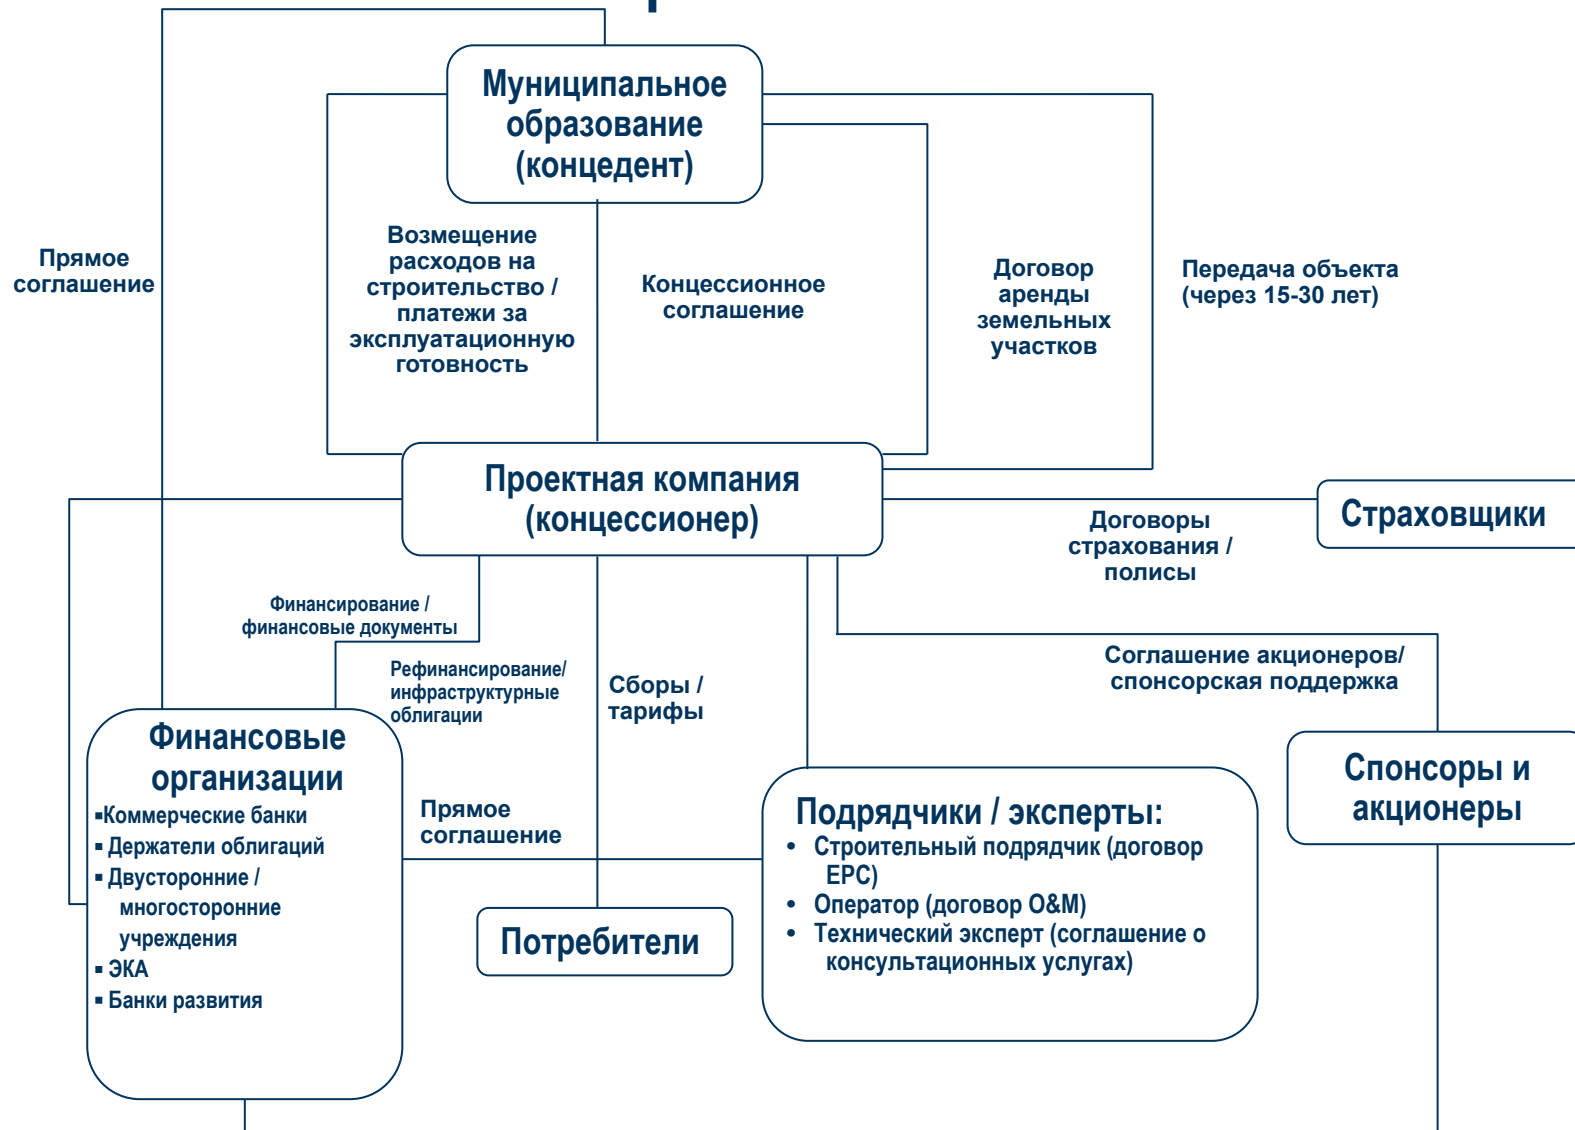 Муниципальное
образование
(концедент)
Прямое
соглашение
Возмещение
расходов на
строительство /
платежи за
эксплуатационную
готовность
Концессионное
соглашение
Договор
аренды
земельных
участков
Передача объекта
(через 15-30 лет)
Проектная компания
(концессионер)
Страховщики
Договоры
страхования /
полисы
Финансирование /
финансовые документы
Рефинансирование/
инфраструктурные
облигации
Сборы /
тарифы
Соглашение акционеров/
спонсорская поддержка
Финансовые
организации
▪Коммерческие банки
▪ Держатели облигаций
▪ Двусторонние /
многосторонние
учреждения
▪ ЭКА
▪ Банки развития
Прямое
соглашение
Потребители
Подрядчики / эксперты:
• Строительный подрядчик (договор
EPC)
• Оператор (договор O&M)
• Технический эксперт (соглашение о
консультационных услугах)
Спонсоры и
акционеры